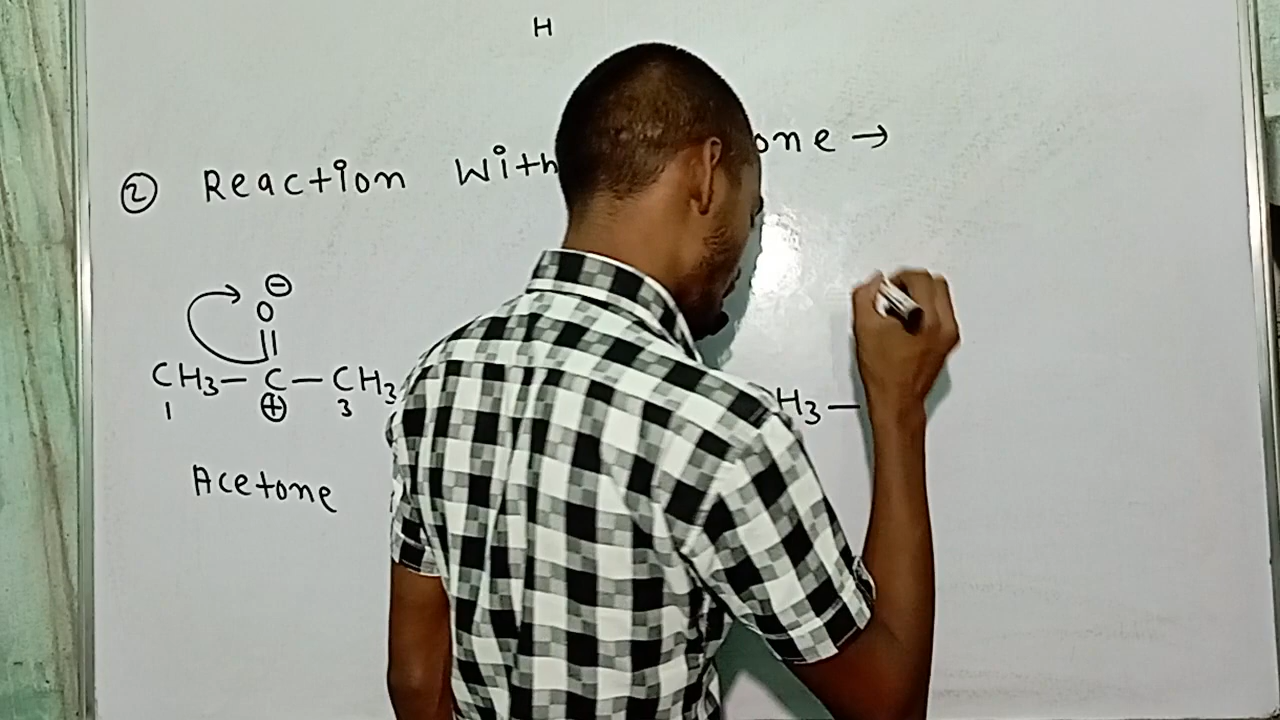 H
② Reaction With one →
⊖
O
||
CH3 — C — CH3 H3 —
1 ⊕ 3
Acetone